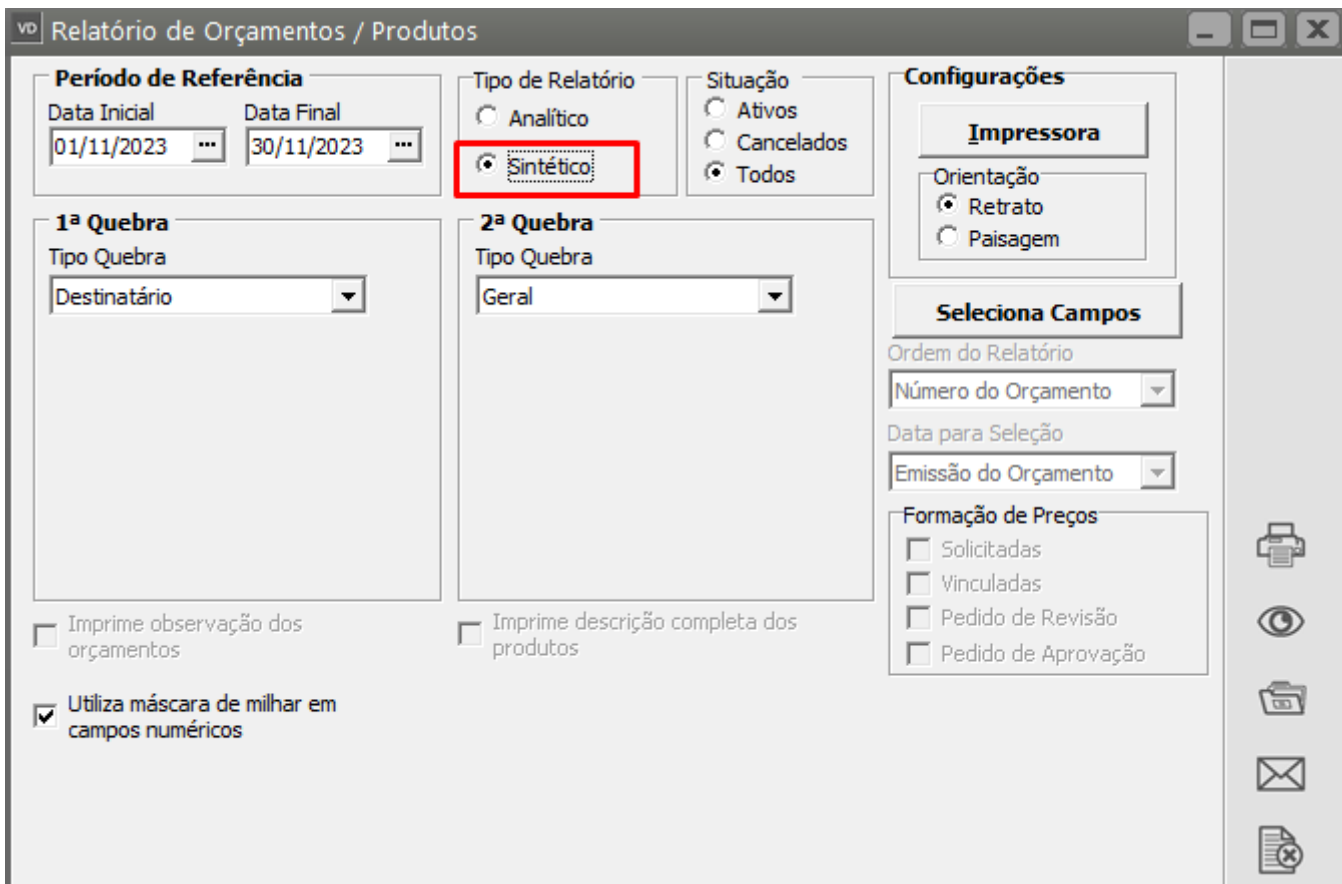 VD Relatório de Orçamentos / Produtos
Período de Referência
Data Inicial
Data Final
01/11/2023 ...
30/11/2023 ...
Tipo de Relatório
Analítico
Sintético
Situação
Ativos
Cancelados
Todos
Configurações
Impressora
Orientação
Retrato
Paisagem
1ª Quebra
Tipo Quebra
Destinatário
2ª Quebra
Tipo Quebra
Geral
Seleciona Campos
Ordem do Relatório
Número do Orçamento
Data para Seleção
Emissão do Orçamento
Formação de Preços
Solicitadas
Vinculadas
Pedido de Revisão
Pedido de Aprovação
Imprime observação dos
orçamentos
Imprime descrição completa dos
produtos
Utiliza máscara de milhar em
campos numéricos